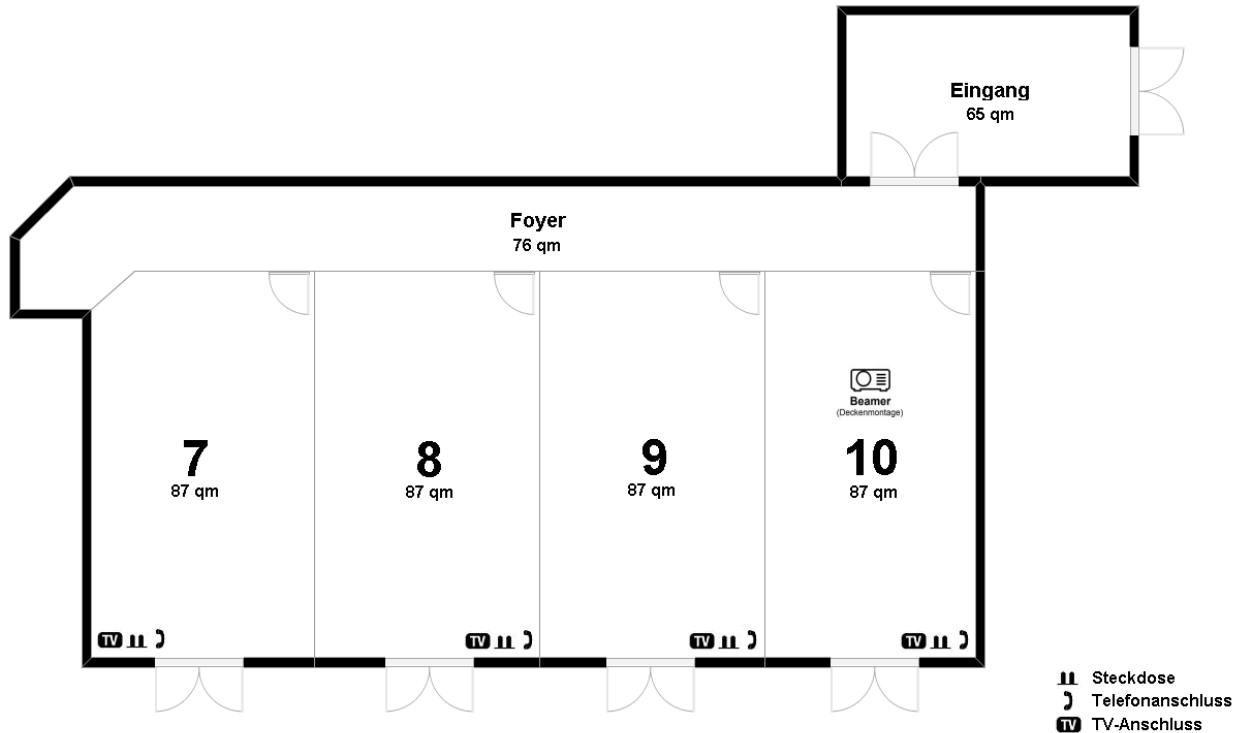 Eingang
65 qm
Foyer
76 qm
Beamer
(Deckenmontage)
7
87 qm
8
87 qm
9
87 qm
10
87 qm
TV
TV
TV
TV
Steckdose
Telefonanschluss
TV TV-Anschluss